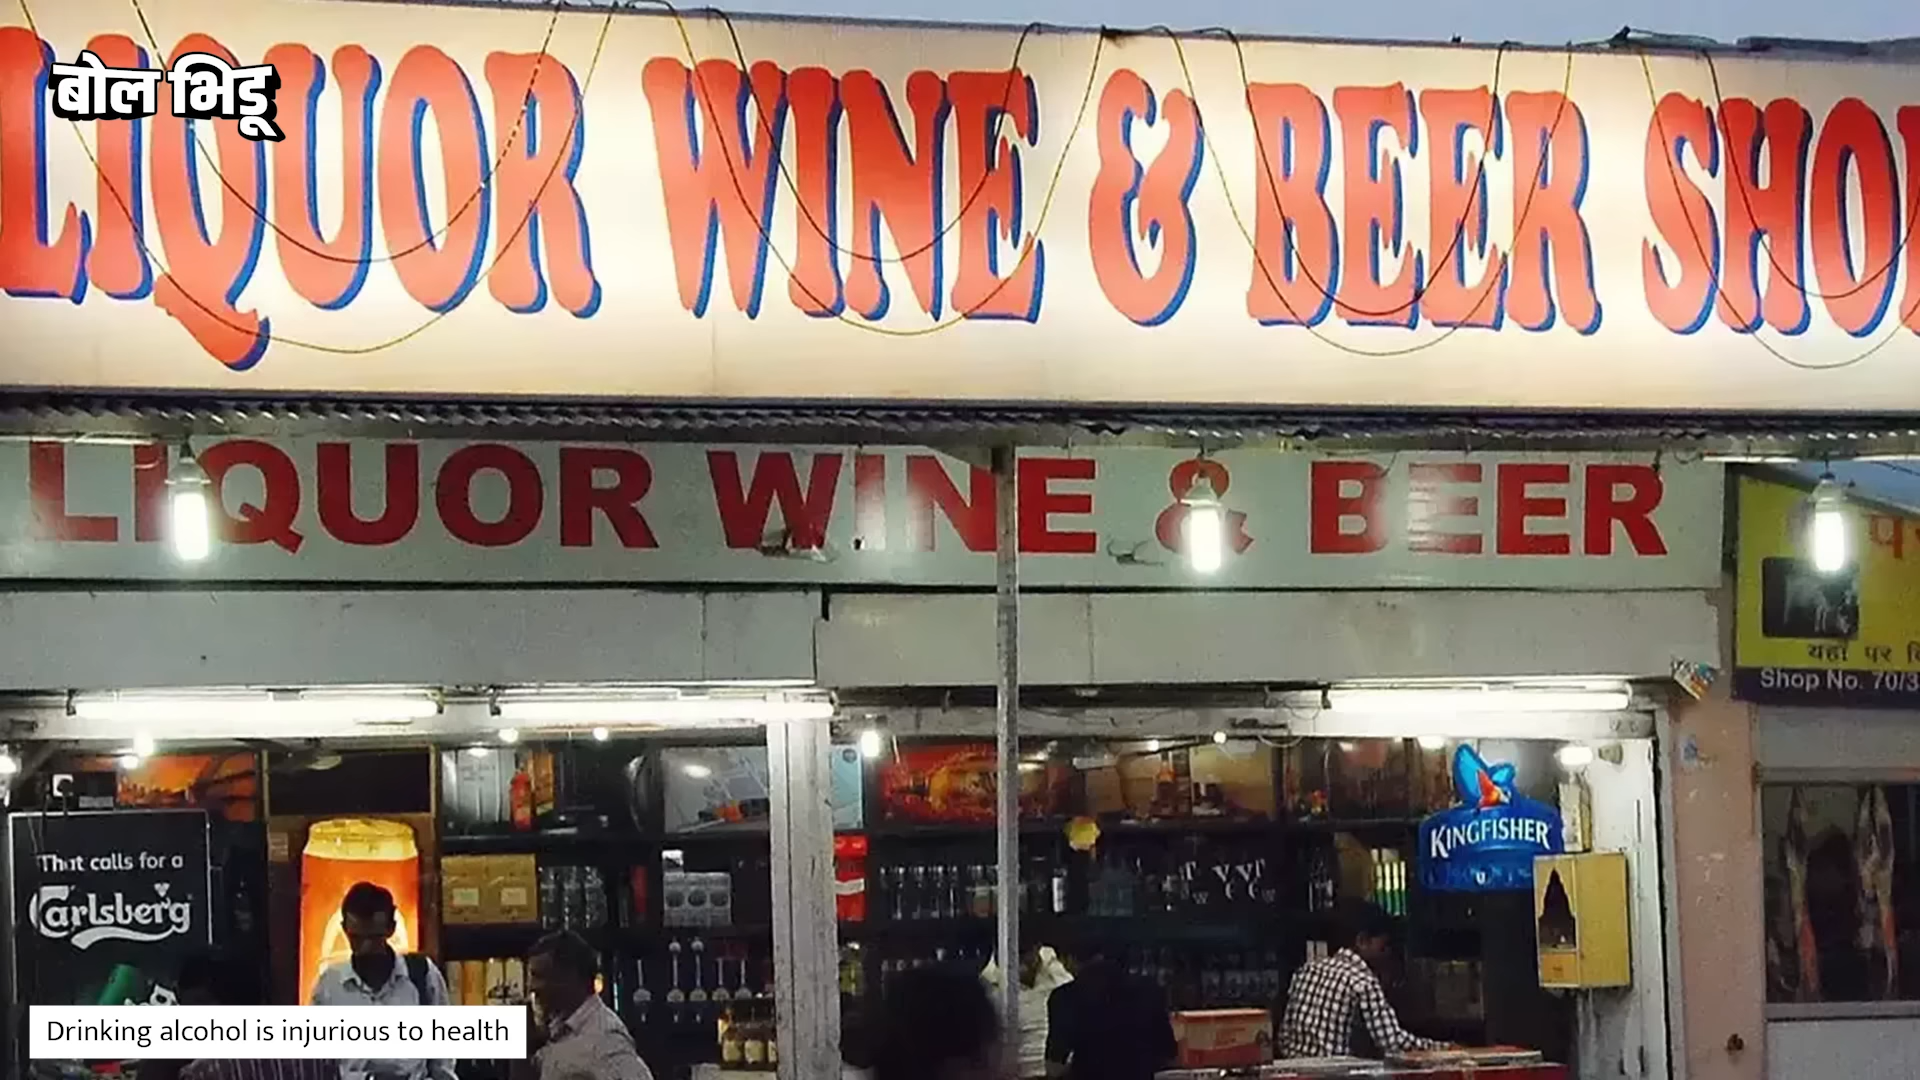 बोल भिडू
LIQUOR WINE & BEER SHO
LIQUOR WINE & BEER
यहाँ पर
Shop No. 70/3
That calls for a
Carlsberg
KINGFISHER
Drinking alcohol is injurious to health